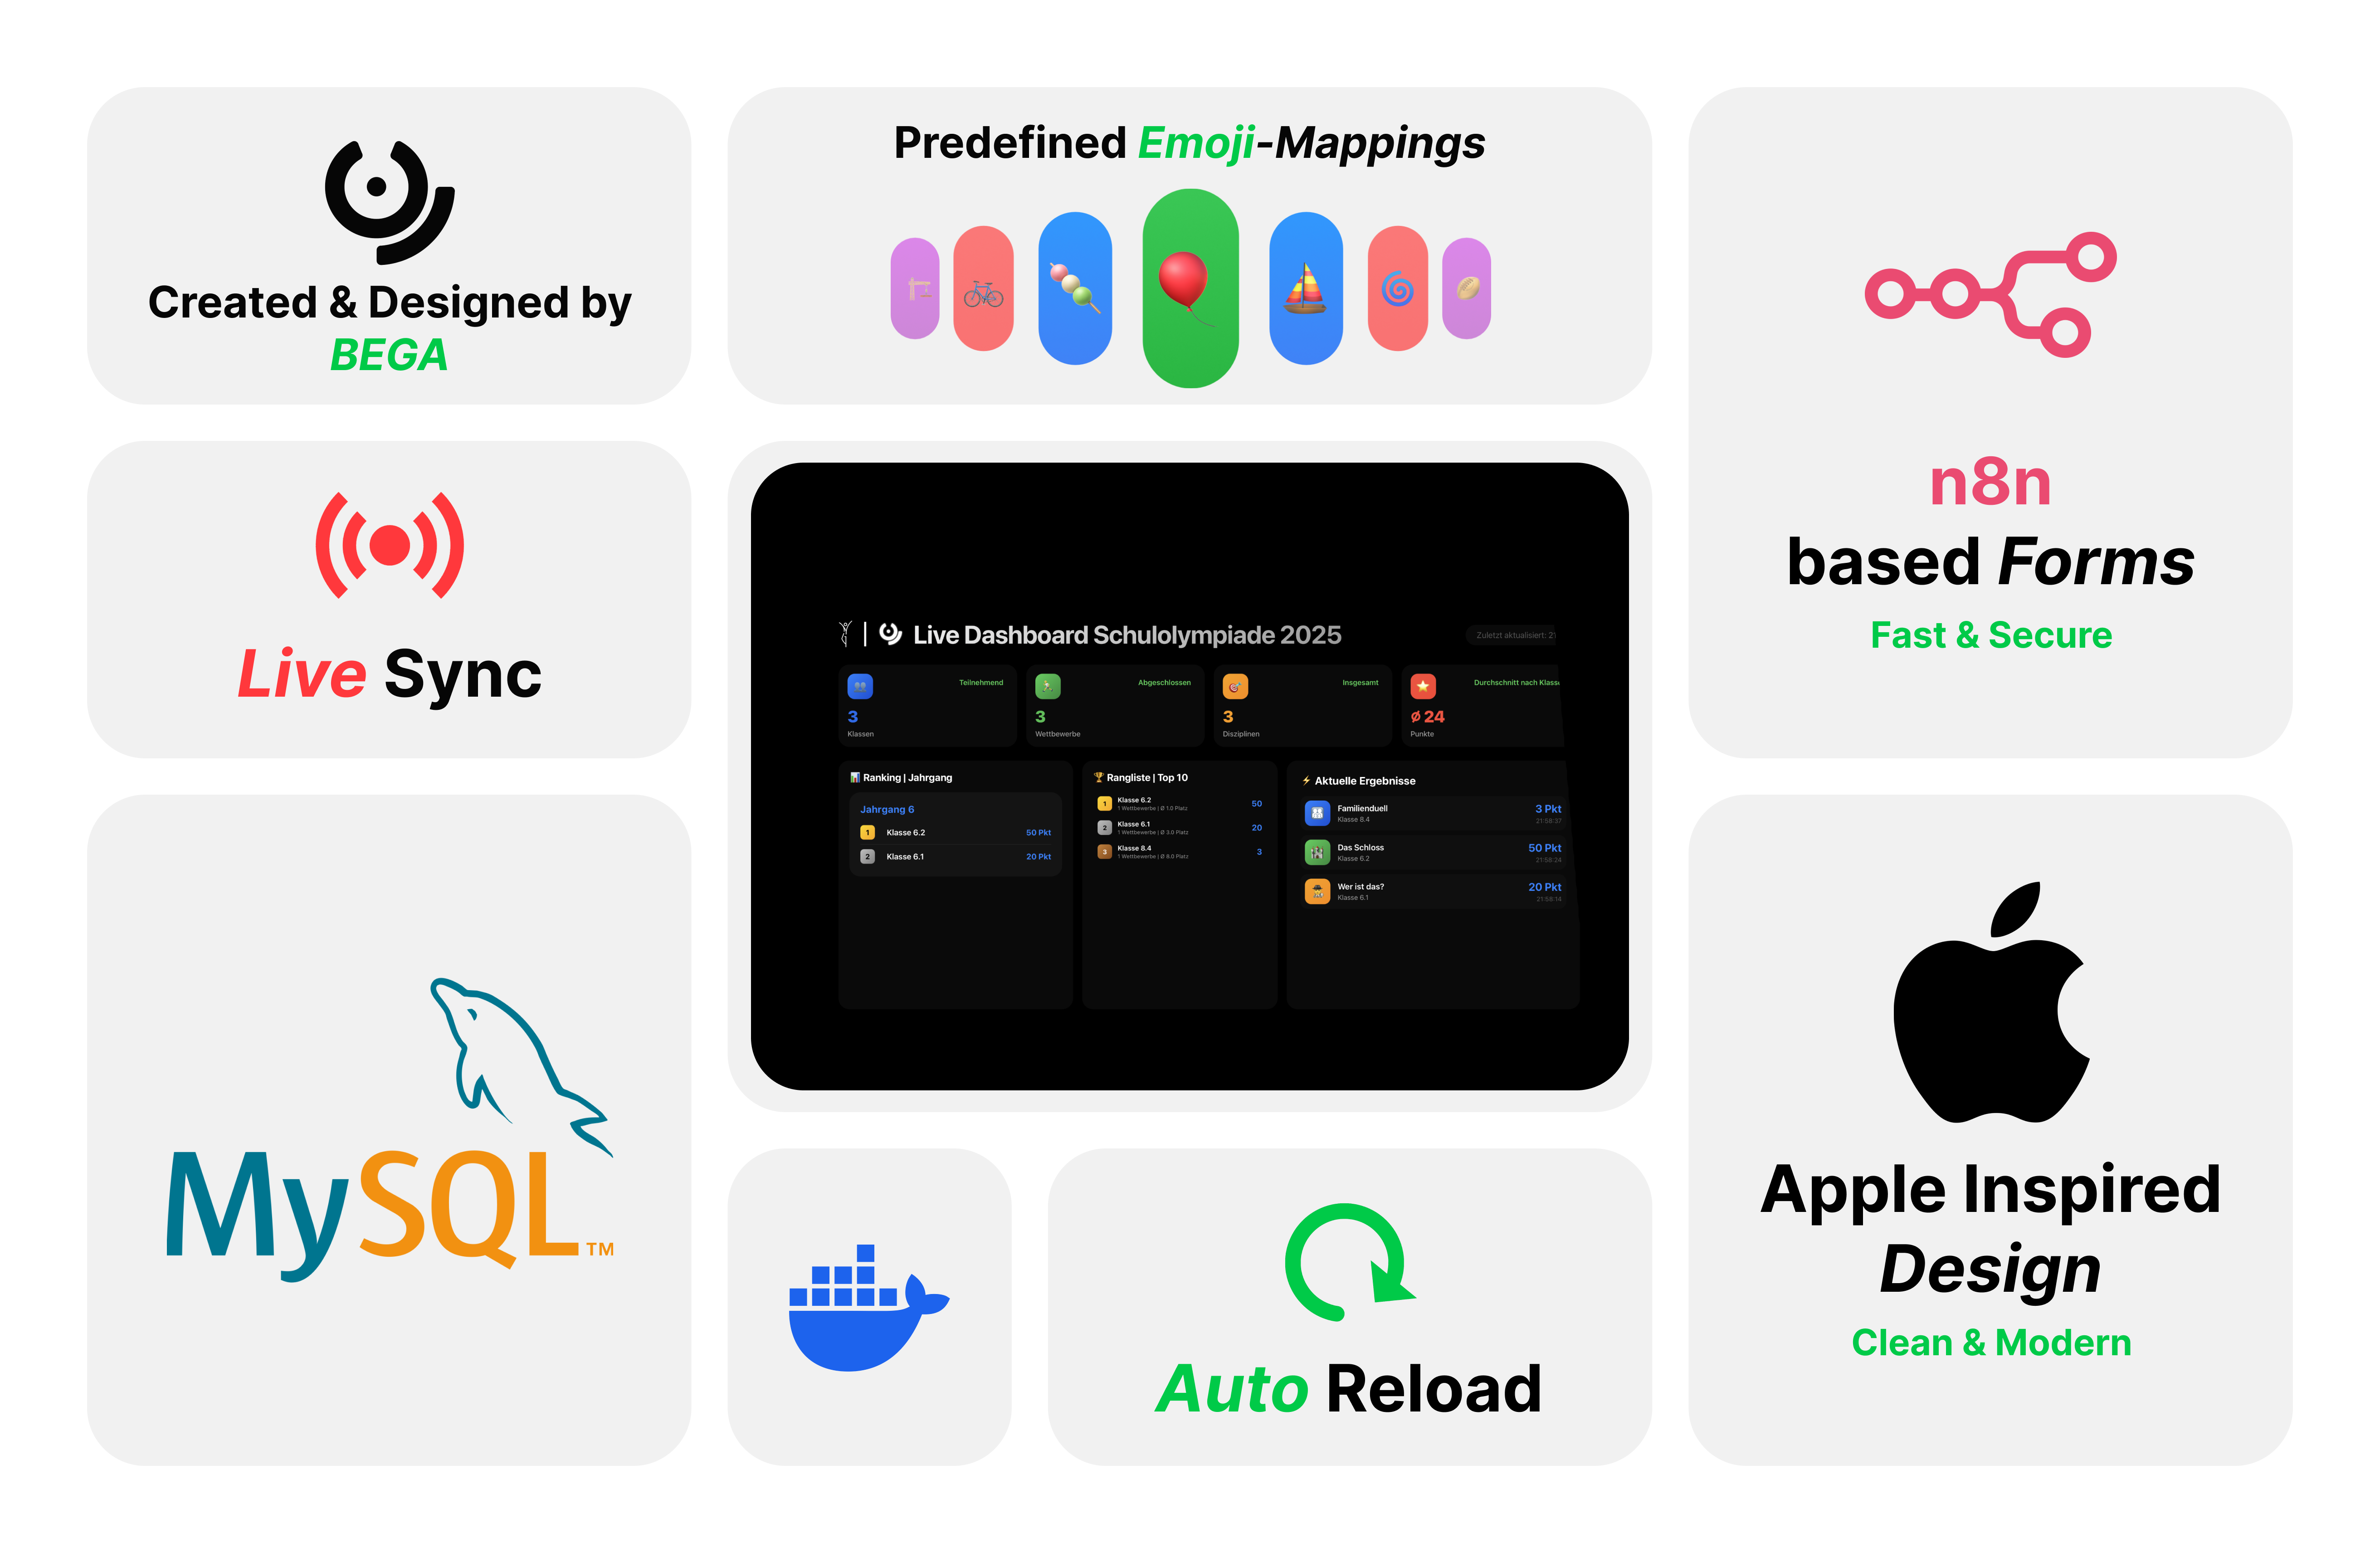 Created & Designed by
BEGA
Predefined Emoji-Mappings
n8n
based Forms
Fast & Secure
Live Sync
Live Dashboard Schulolympiade 2025
Zuletzt aktualisiert: 21
Teilnehmend
3
Klassen
Abgeschlossen
3
Wettbewerbe
Insgesamt
3
Disziplinen
Durchschnitt nach Klasse
Ø 24
Punkte
Ranking | Jahrgang
Jahrgang 6
1 Klasse 6.2 50 Pkt
2 Klasse 6.1 20 Pkt
Rangliste | Top 10
1 Klasse 6.2 50
1 Wettbewerbe | Ø 1.0 Platz
2 Klasse 6.1 20
1 Wettbewerbe | Ø 3.0 Platz
3 Klasse 8.4 3
1 Wettbewerbe | Ø 8.0 Platz
Aktuelle Ergebnisse
Familienduell 3 Pkt
Klasse 8.4 21:58:37
Das Schloss 50 Pkt
Klasse 6.2 21:58:24
Wer ist das? 20 Pkt
Klasse 6.1 21:58:14
MySQL™
Auto Reload
Apple Inspired
Design
Clean & Modern